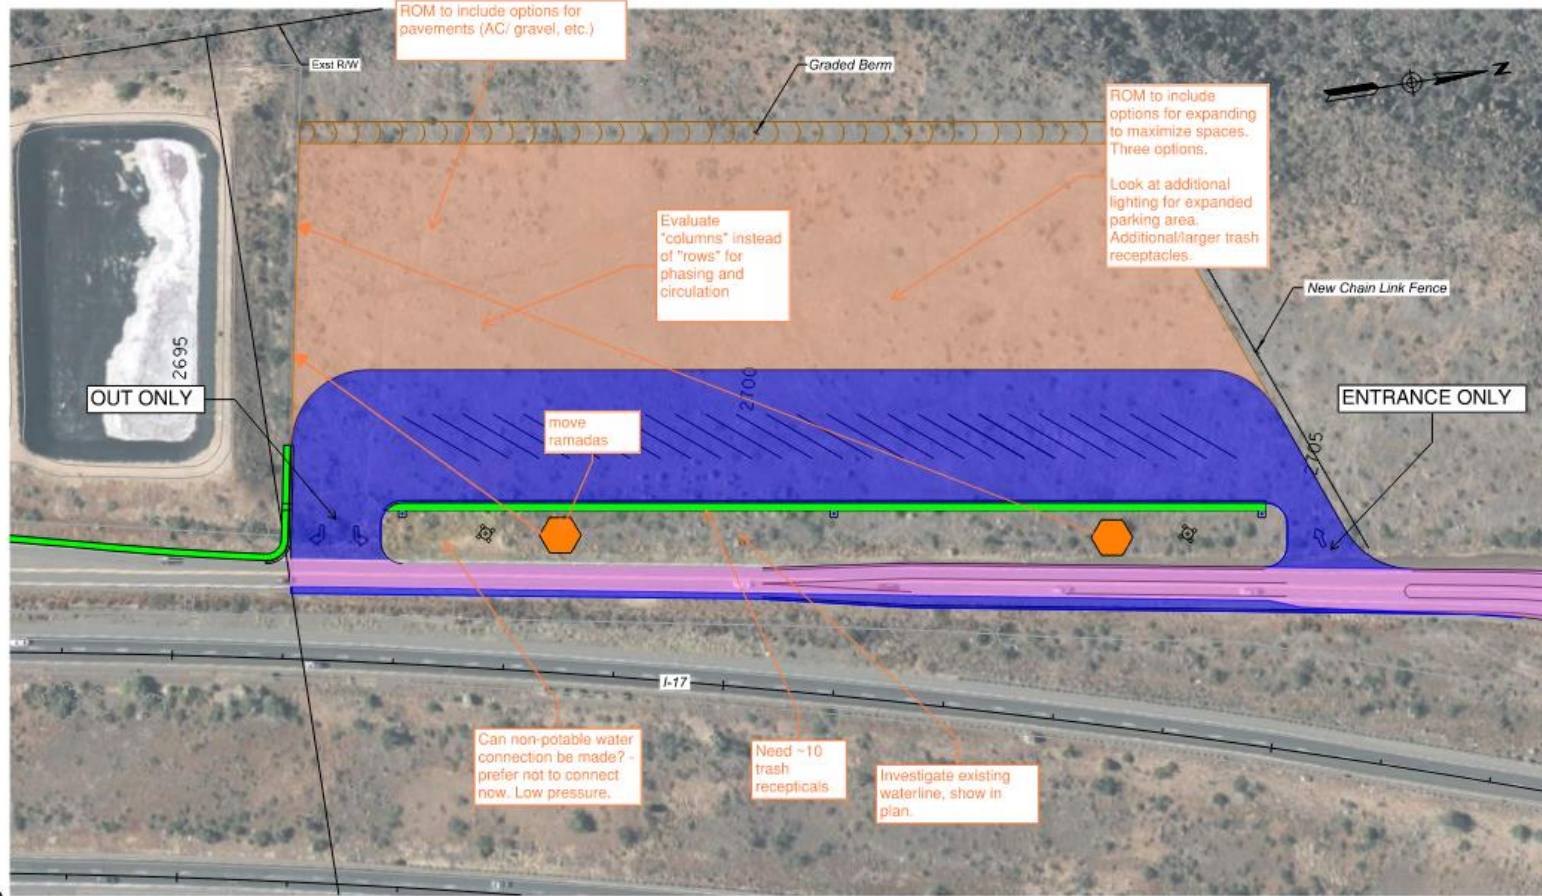 ROM to include options for
pavements (AC/ gravel, etc.)
Exst R/W
Graded Berm
N
ROM to include
options for expanding
to maximize spaces.
Three options.
Look at additional
lighting for expanded
parking area.
Additional/larger trash
receptacles.
Evaluate
"columns" instead
of "rows" for
phasing and
circulation
New Chain Link Fence
2695
OUT ONLY
2700
ENTRANCE ONLY
move
ramadas
2705
I-17
Can non-potable water
connection be made? -
prefer not to connect
now. Low pressure.
Need ~10
trash
recepticals
Investigate existing
waterline, show in
plan.